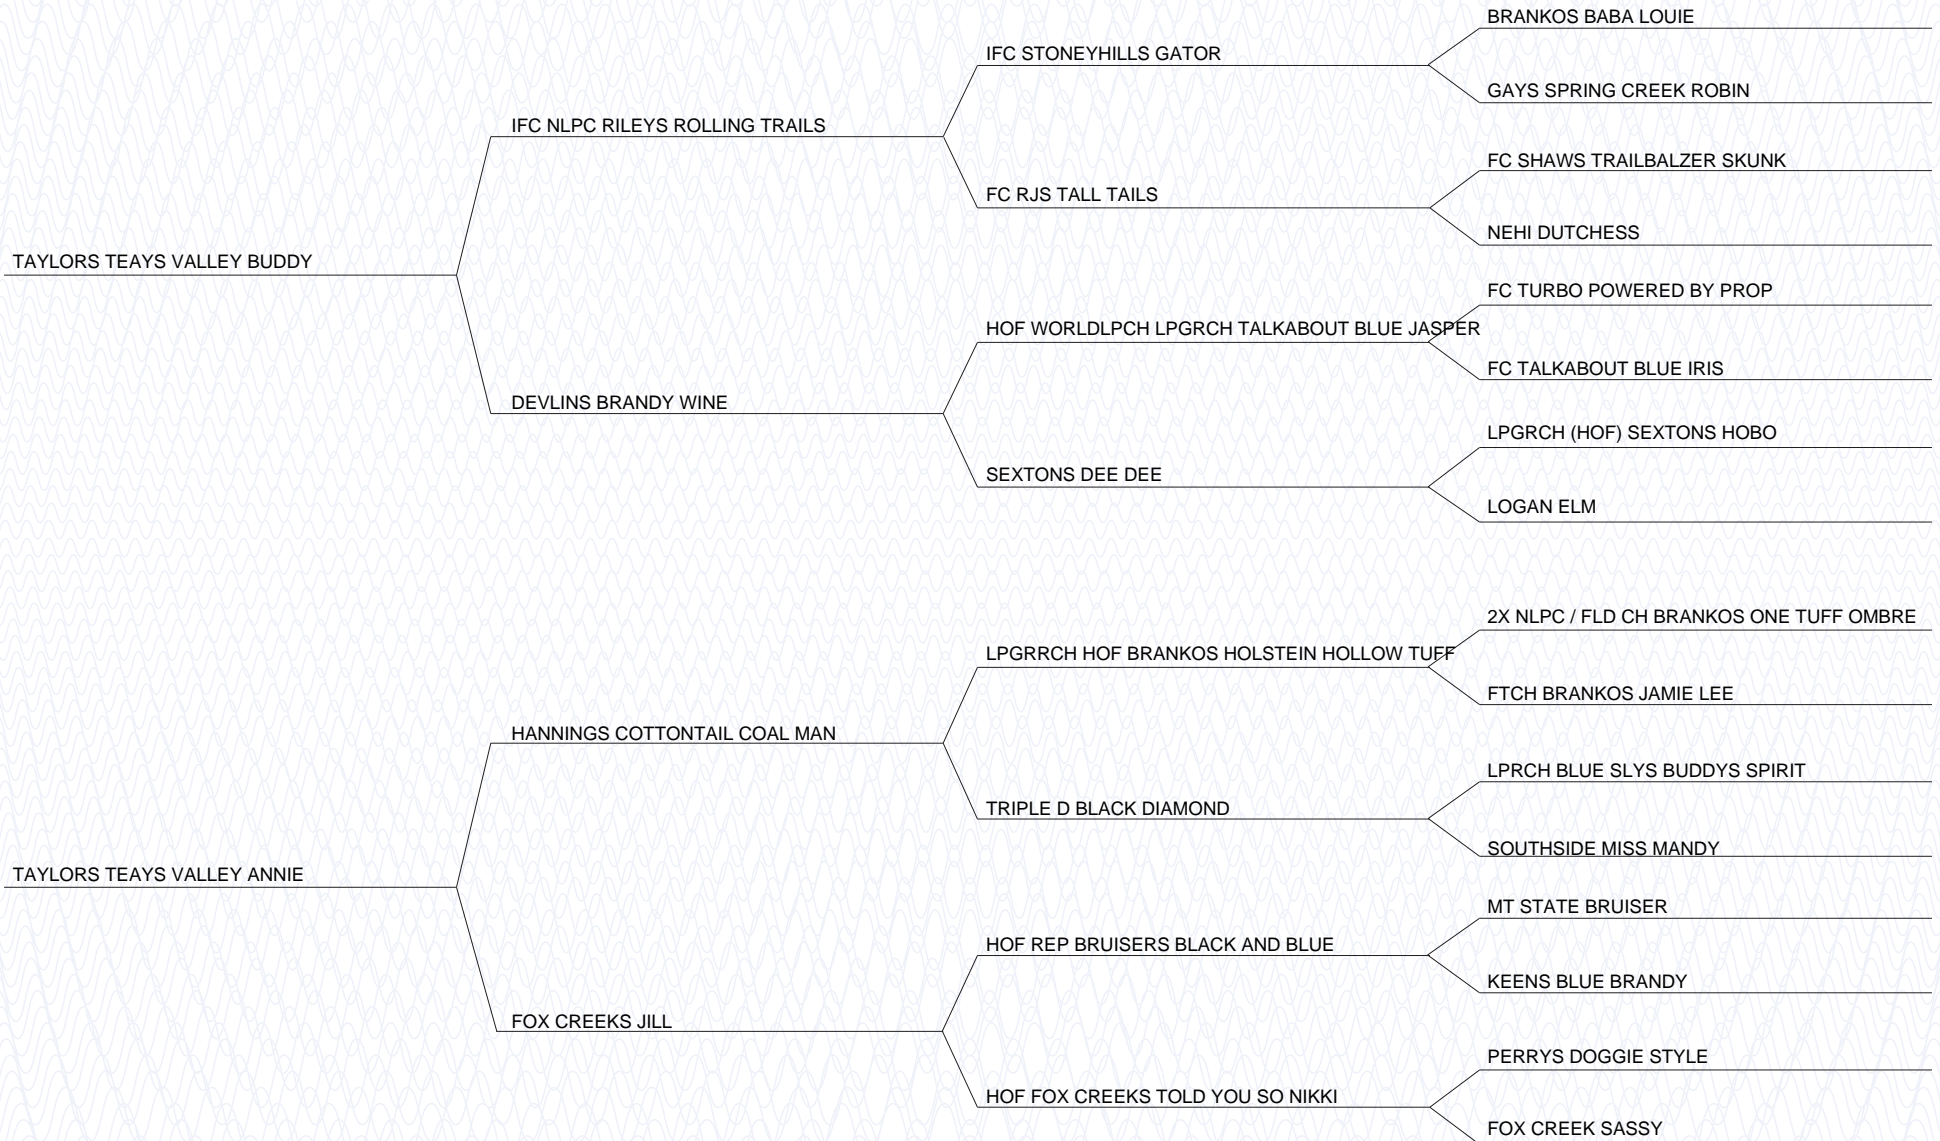 BRANKOS BABA LOUIE
IFC STONEYHILLS GATOR
GAYS SPRING CREEK ROBIN
IFC NLPC RILEYS ROLLING TRAILS
FC SHAWS TRAILBALZER SKUNK
FC RJS TALL TAILS
NEHI DUTCHESS
TAYLORS TEAYS VALLEY BUDDY
FC TURBO POWERED BY PROP
HOF WORLDLPCH LPGRCH TALKABOUT BLUE JASPER
FC TALKABOUT BLUE IRIS
DEVLINS BRANDY WINE
LPGRCH (HOF) SEXTONS HOBO
SEXTONS DEE DEE
LOGAN ELM
2X NLPC / FLD CH BRANKOS ONE TUFF OMBRE
LPGRRCH HOF BRANKOS HOLSTEIN HOLLOW TUFF
FTCH BRANKOS JAMIE LEE
HANNINGS COTTONTAIL COAL MAN
LPRCH BLUE SLYS BUDDYS SPIRIT
TRIPLE D BLACK DIAMOND
SOUTHSIDE MISS MANDY
TAYLORS TEAYS VALLEY ANNIE
MT STATE BRUISER
HOF REP BRUISERS BLACK AND BLUE
KEENS BLUE BRANDY
FOX CREEKS JILL
PERRYS DOGGIE STYLE
HOF FOX CREEKS TOLD YOU SO NIKKI
FOX CREEK SASSY